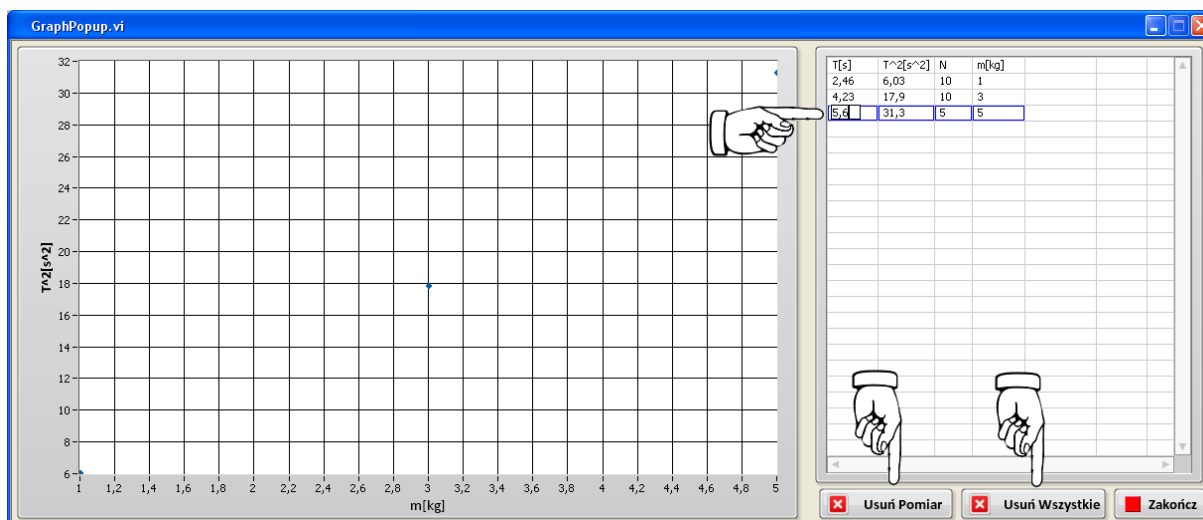 GraphPopup.vi
32
30
28
26
24
22
20
18
16
14
12
10
8
6
T^2[s^2]
1 1,2 1,4 1,6 1,8 2 2,2 2,4 2,6 2,8 3 3,2 3,4 3,6 3,8 4 4,2 4,4 4,6 4,8 5
m[kg]
T[s] T^2[s^2] N m[kg]
2,46 6,03 10 1
4,23 17,9 10 3
5,6 31,3 5 5
Usuń Pomiar Usuń Wszystkie Zakończ